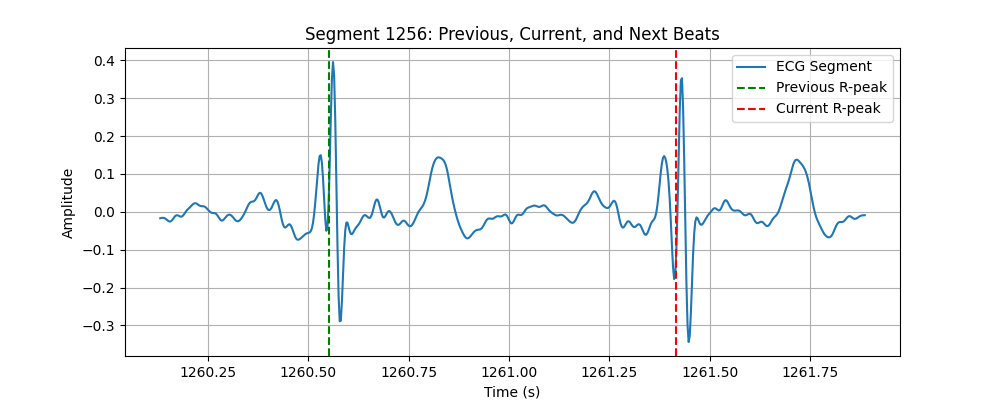 Segment 1256: Previous, Current, and Next Beats
ECG Segment
Previous R-peak
Current R-peak
Amplitude
0.4
0.3
0.2
0.1
0.0
−0.1
−0.2
−0.3
1260.25 1260.50 1260.75 1261.00 1261.25 1261.50 1261.75
Time (s)